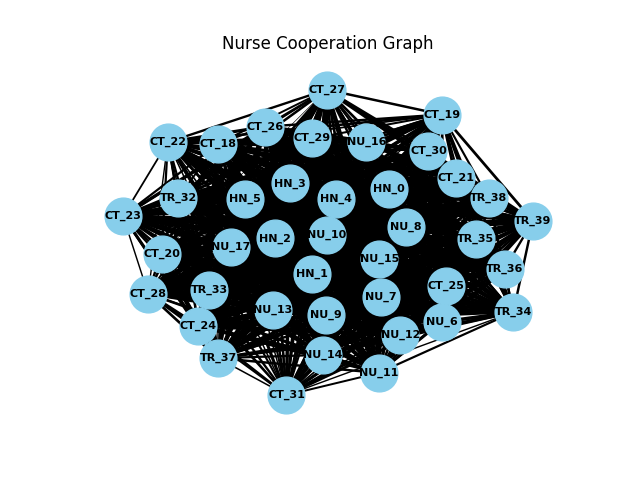 Nurse Cooperation Graph
CT_27
CT_19
CT_26
CT_29
NU_16
CT_22
CT_18
CT_30
CT_21
HN_3
HN_0
TR_32
HN_5
HN_4
TR_38
CT_23
TR_39
NU_8
NU_10
HN_2
TR_35
NU_17
CT_20
NU_15
TR_36
HN_1
CT_25
TR_33
CT_28
NU_7
NU_13
TR_34
NU_9
NU_6
CT_24
NU_12
NU_14
TR_37
NU_11
CT_31